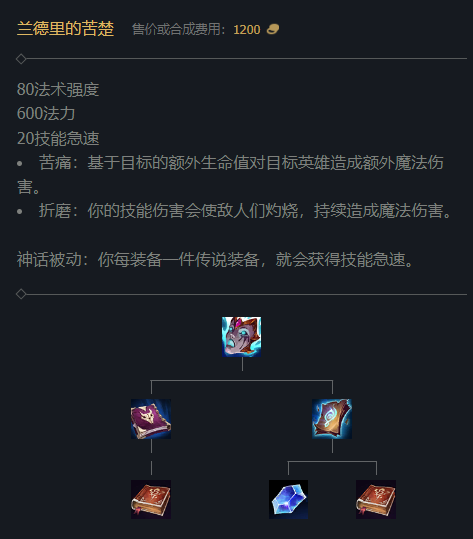 兰德里的苦楚 售价或合成费用：1200
80法术强度
600法力
20技能急速
• 苦痛：基于目标的额外生命值对目标英雄造成额外魔法伤
害。
• 折磨：你的技能伤害会使敌人们灼烧，持续造成魔法伤害。
神话被动：你每装备一件传说装备，就会获得技能急速。